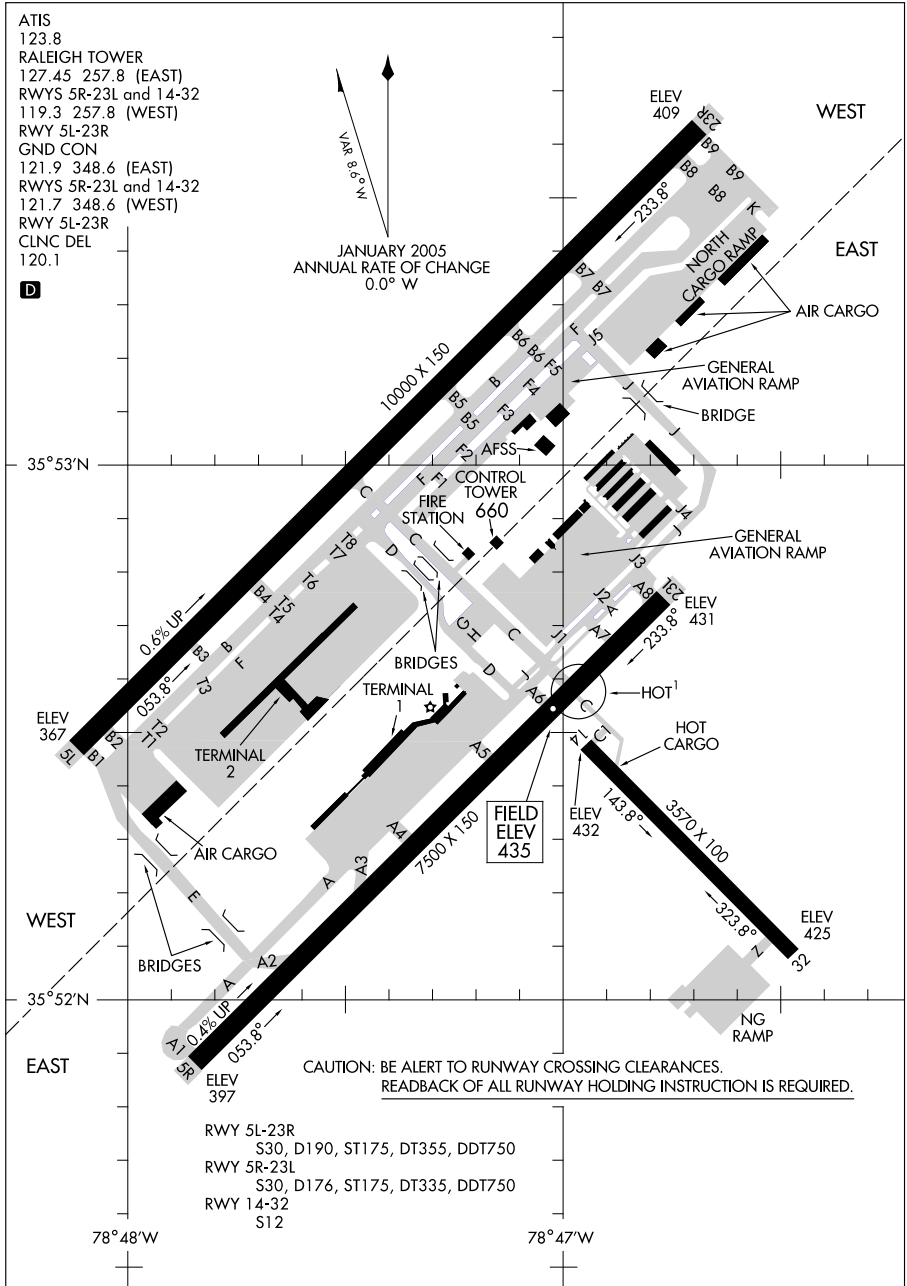 ATIS
123.8
RALEIGH TOWER
127.45 257.8 (EAST)
RWYS 5R-23L and 14-32
119.3 257.8 (WEST)
RWY 5L-23R
GND CON
121.9 348.6 (EAST)
RWYS 5R-23L and 14-32
121.7 348.6 (WEST)
RWY 5L-23R
CLNC DEL
120.1
D
VAR 8.6° W
JANUARY 2005
ANNUAL RATE OF CHANGE
0.0° W
ELEV
409
23R
WEST
EAST
B9
B9
B8
B8
K
233.8°
NORTH
CARGO RAMP
AIR CARGO
B7
B7
10000 X 150
B6
B6
F
J5
F5
B
F4
F3
GENERAL
AVIATION RAMP
J
BRIDGE
J
B5
B5
F2
AFSS
35°53'N
F1
F
C
CONTROL
TOWER
660
FIRE
STATION
T8
T7
D
C
J4
J
GENERAL
AVIATION RAMP
J3
T6
T5
T4
B4
0.6% UP
B3
B
F
T3
053.8°
A8
23L
ELEV
431
J2
A
A7
233.8°
G
H
C
J1
BRIDGES
D
J
A6
HOT1
TERMINAL
1
C
ELEV
367
5L
B1
B2
T2
T1
TERMINAL
2
A5
14
C1
HOT
CARGO
FIELD
ELEV
435
ELEV
432
143.8°
3570 X 100
7500 X 150
A4
A3
A
AIR CARGO
E
WEST
323.8°
ELEV
425
Z
32
BRIDGES
A2
A
35°52'N
0.4% UP
053.8°
NG
RAMP
A1
5R
EAST
ELEV
397
CAUTION: BE ALERT TO RUNWAY CROSSING CLEARANCES.
READBACK OF ALL RUNWAY HOLDING INSTRUCTION IS REQUIRED.
RWY 5L-23R
S30, D190, ST175, DT355, DDT750
RWY 5R-23L
S30, D176, ST175, DT335, DDT750
RWY 14-32
S12
78°48'W
78°47'W